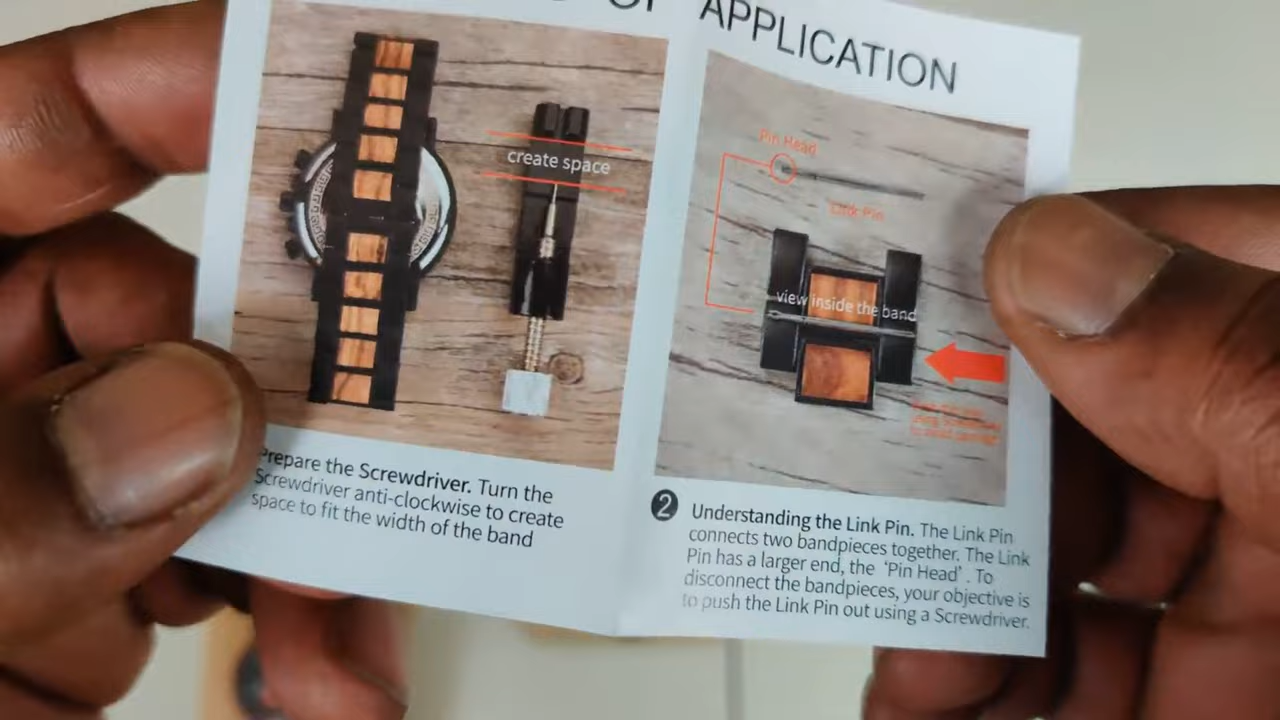 OF APPLICATION
create space
Prepare the Screwdriver. Turn the
Screwdriver anti-clockwise to create
space to fit the width of the band
Pin Head
Link Pin
view inside the band
2 Understanding the Link Pin. The Link Pin
connects two bandpieces together. The Link
Pin has a larger end, the 'Pin Head'. To
disconnect the bandpieces, your objective is
to push the Link Pin out using a Screwdriver.